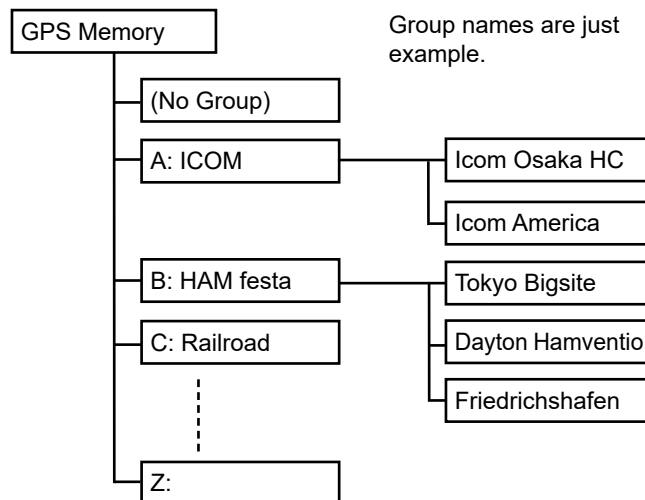 GPS Memory
Group names are just
example.
(No Group)
A: ICOM
Icom Osaka HC
Icom America
B: HAM festa
Tokyo Bigsite
C: Railroad
Dayton Hamventio
Friedrichshafen
Z: